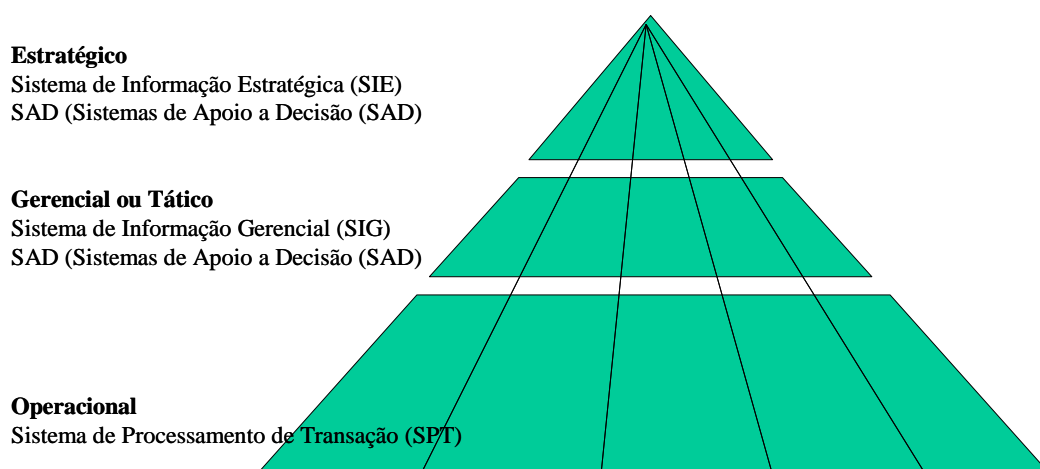 Estratégico
Sistema de Informação Estratégica (SIE)
SAD (Sistemas de Apoio a Decisão (SAD)
Gerencial ou Tático
Sistema de Informação Gerencial (SIG)
SAD (Sistemas de Apoio a Decisão (SAD)
Operacional
Sistema de Processamento de Transação (SPT)